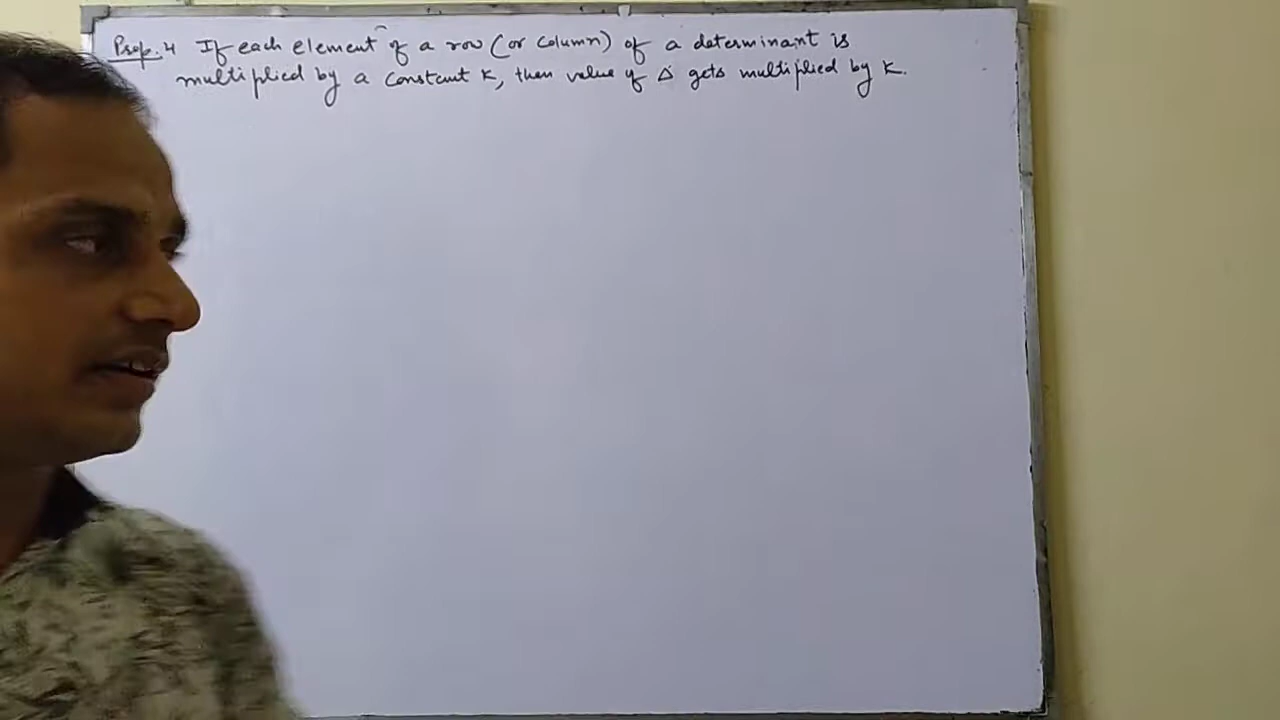 Prop. 4 If each element of a row (or Column) of a determinant is
multiplied by a constant K, then value of Δ gets multiplied by K.